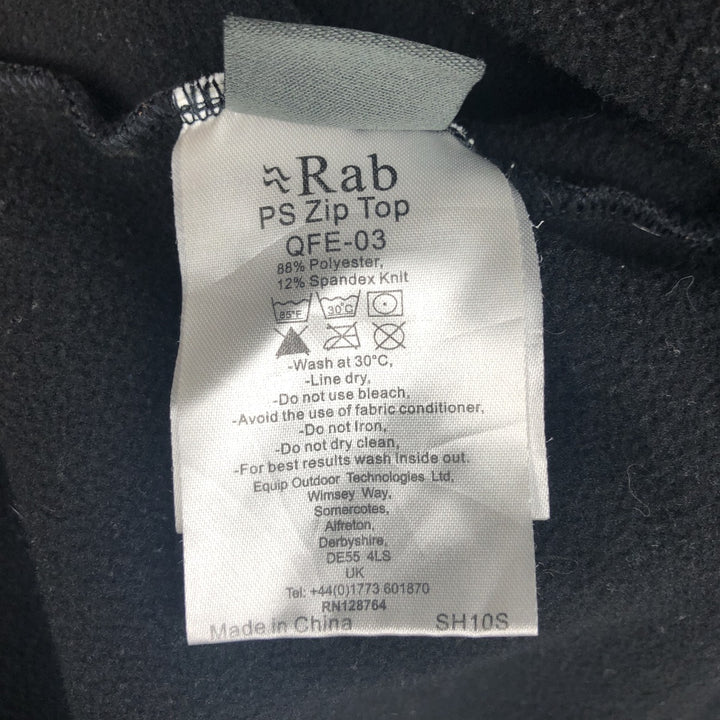 Rab
PS Zip Top
QFE-03
88% Polyester,
12% Spandex Knit
85°F 30°C
-Wash at 30°C,
-Line dry,
-Do not use bleach,
-Avoid the use of fabric conditioner,
-Do not Iron,
-Do not dry clean,
-For best results wash inside out.
Equip Outdoor Technologies Ltd,
Wimsey Way,
Somercotes,
Alfreton,
Derbyshire,
DE55 4LS
UK
Tel: +44(0)1773 601870
RN128764
Made in China SH10S